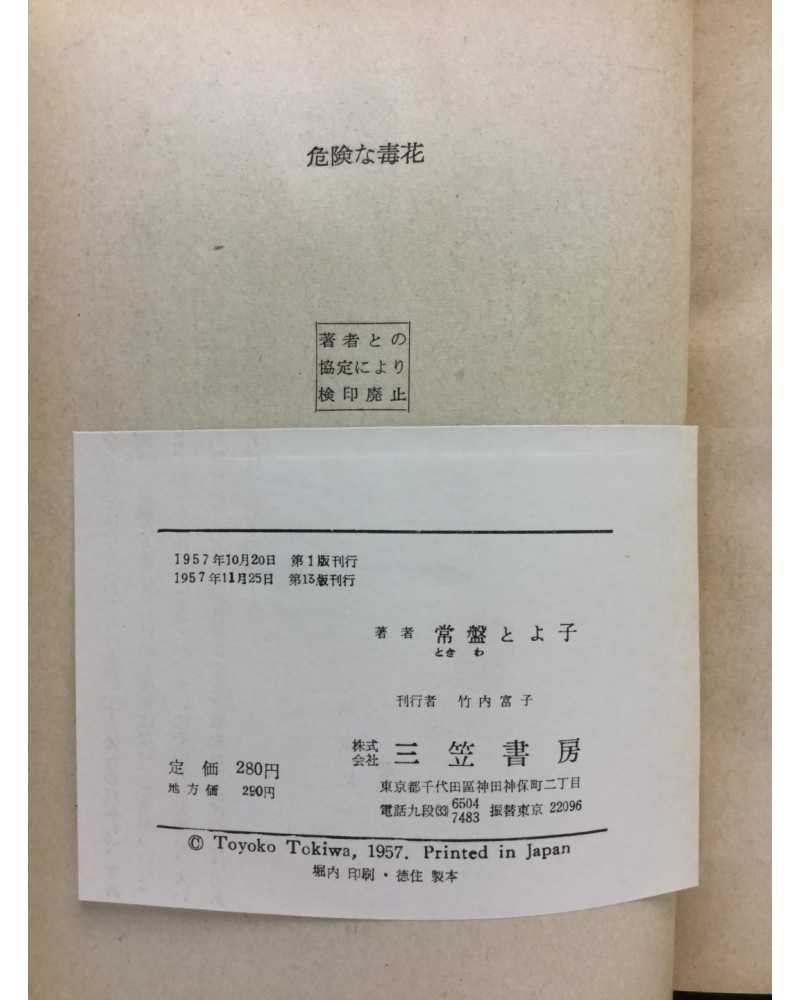 危険な毒花
著者との
協定により
検印廃止
1957年10月20日 第1版刊行
1957年11月25日 第13版刊行
著者 常盤とよ子
ときわ
刊行者 竹内富子
株式会社 三笠書房
定価 280円
地方価 290円
東京都千代田區神田神保町二丁目
電話九段(33)6504 7483 振替東京 22096
© Toyoko Tokiwa, 1957. Printed in Japan
堀内 印刷・徳住 製本